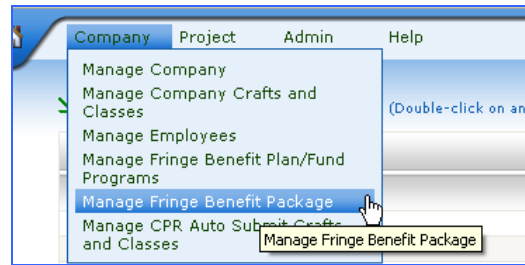 Company Project Admin Help
Manage Company
Manage Company Crafts and
Classes
(Double-click on an
Manage Employees
Manage Fringe Benefit Plan/Fund
Programs
Manage Fringe Benefit Package
Manage CPR Auto Submit Crafts
and Classes
Manage Fringe Benefit Package